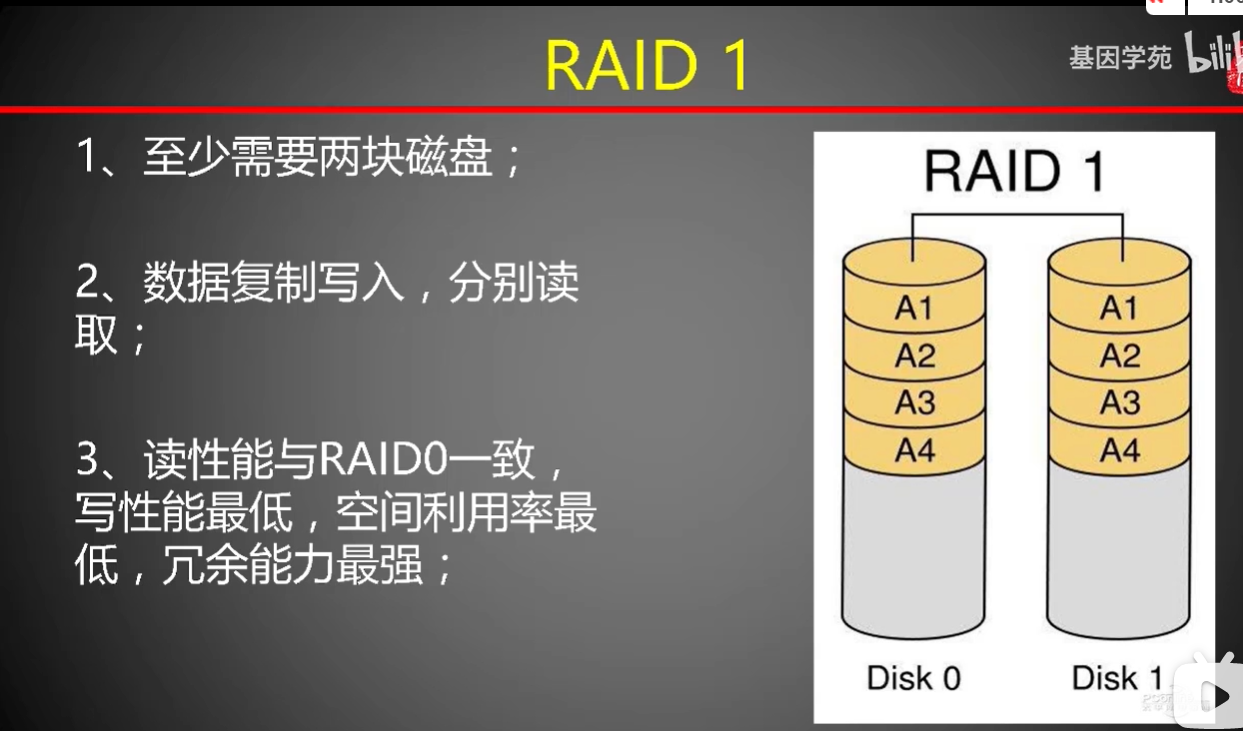 RAID 1
基因学苑
1、至少需要两块磁盘；
2、数据复制写入，分别读
取；
3、读性能与RAID0一致，
写性能最低，空间利用率最
低，冗余能力最强；
RAID 1
A1
A1
A2
A2
A3
A3
A4
A4
Disk 0
Disk 1